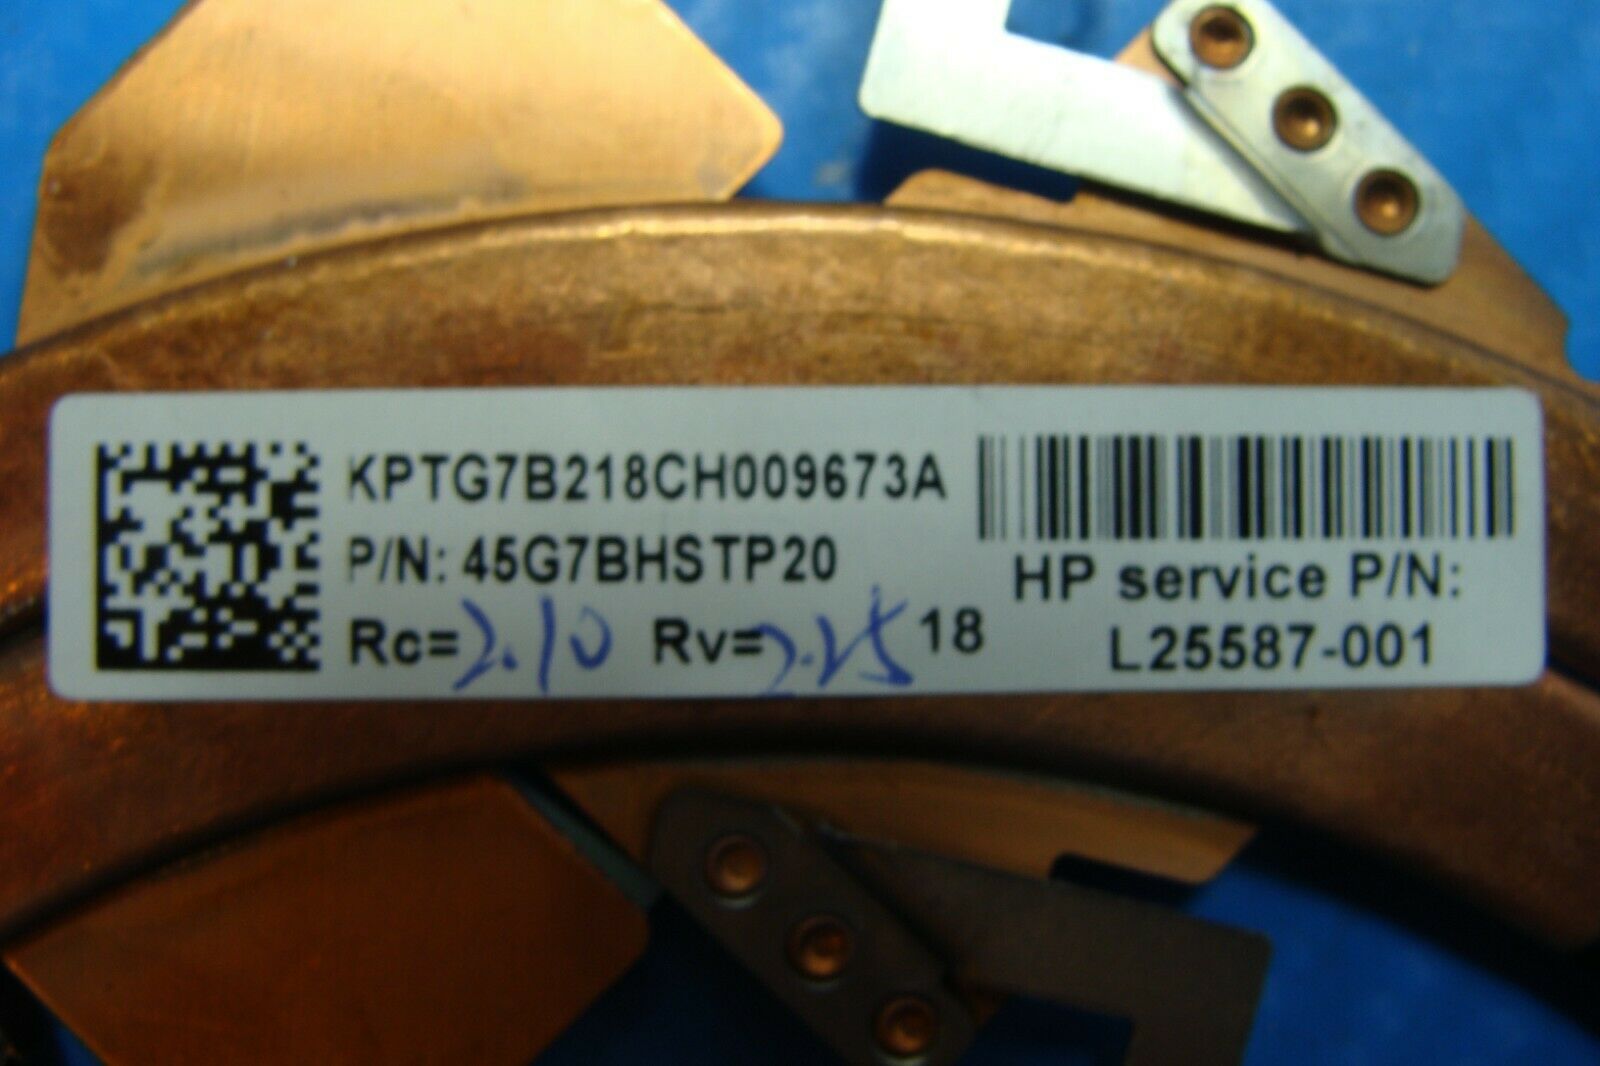 KPTG7B218CH009673A
P/N: 45G7BHSTP20
Rc=2.10 Rv=2.25 18
HP service P/N:
L25587-001